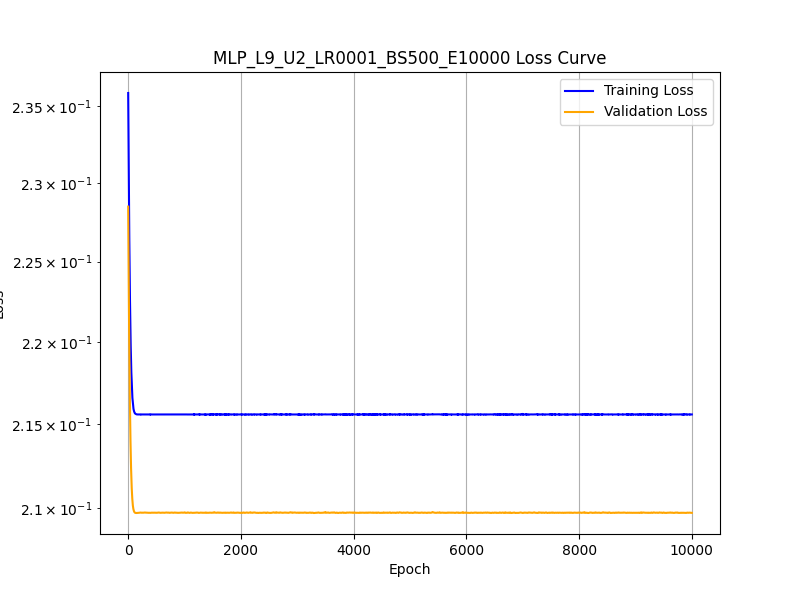 MLP_L9_U2_LR0001_BS500_E10000 Loss Curve
Training Loss
Validation Loss
2.35 × 10⁻¹
2.3 × 10⁻¹
2.25 × 10⁻¹
2.2 × 10⁻¹
2.15 × 10⁻¹
2.1 × 10⁻¹
Loss
0 2000 4000 6000 8000 10000
Epoch